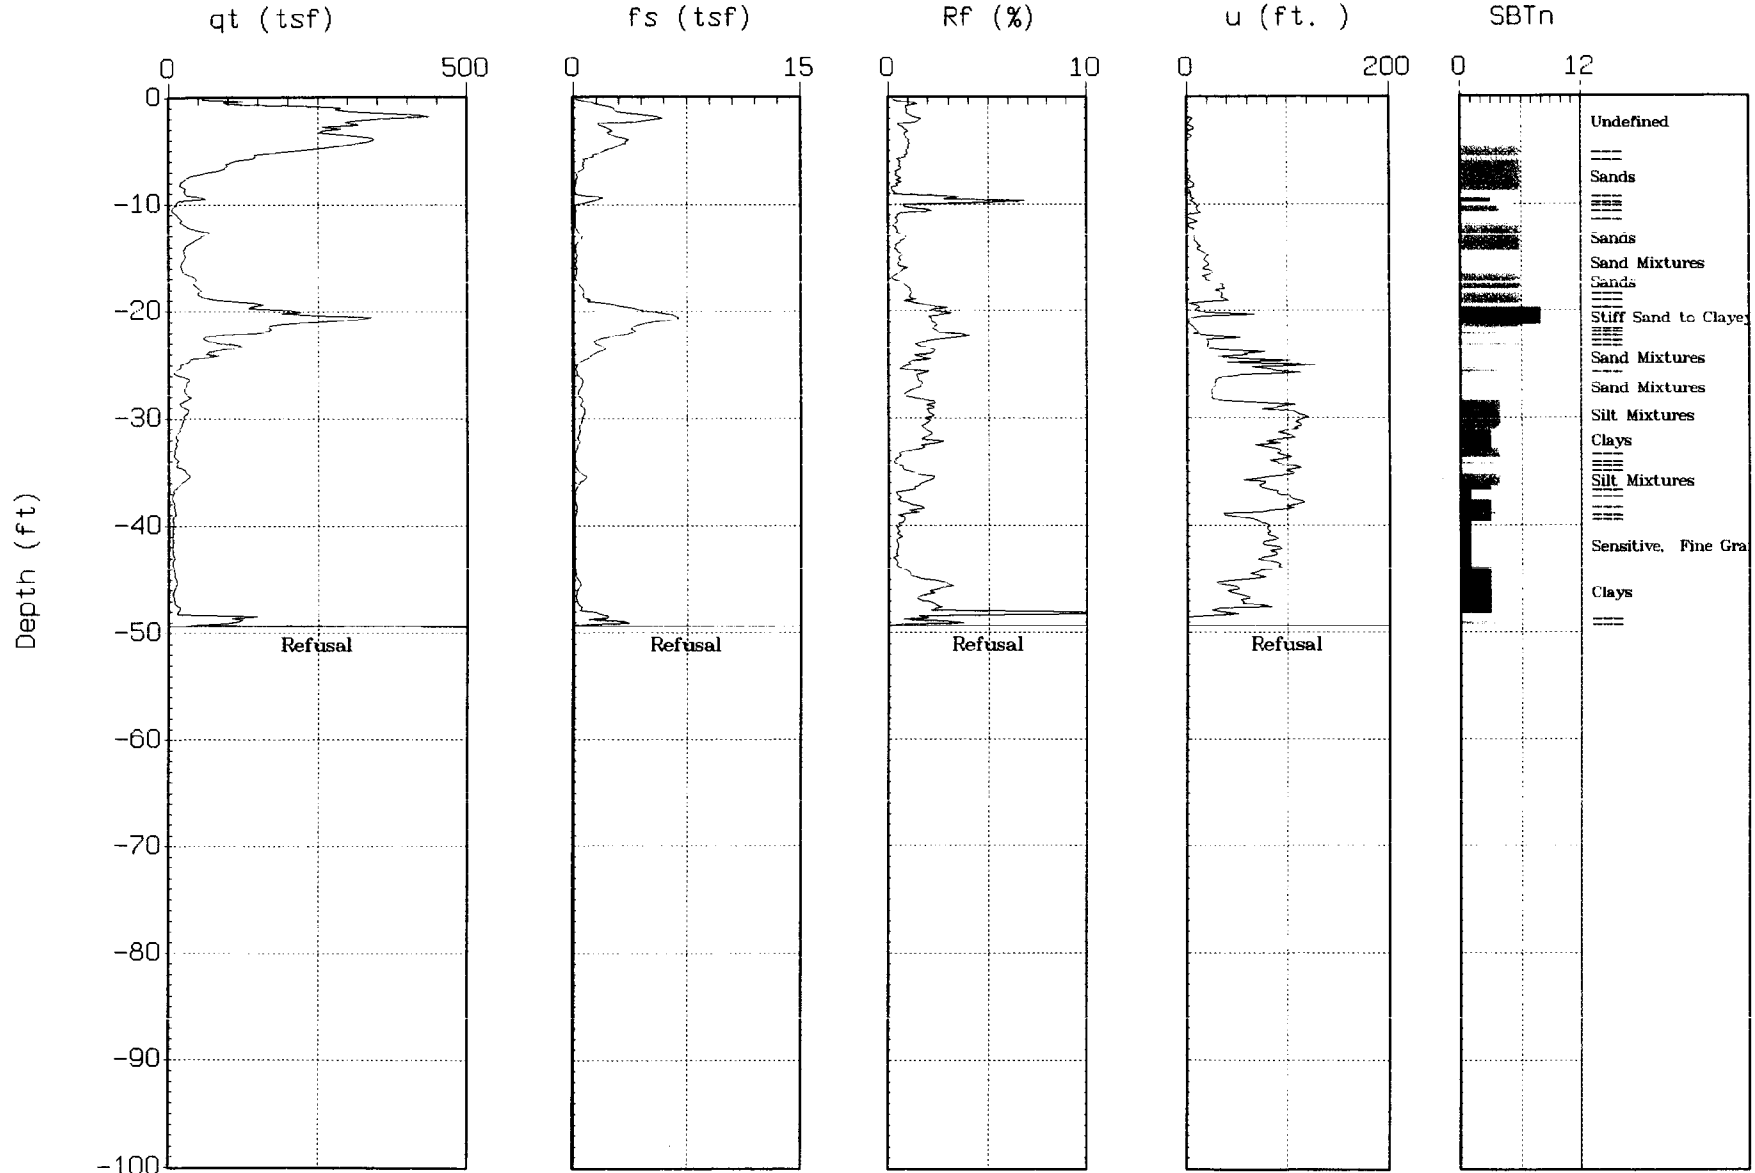 qt (tsf) fs (tsf) Rf (%) u (ft. ) SBTn
0 500 0 15 0 10 0 200 0 12
0
Undefined
===
Sands
===
-10
===
Sands
Sand Mixtures
Sands
===
-20
Stiff Sand to Clayey
===
Sand Mixtures
===
Sand Mixtures
-30
Silt Mixtures
Clays
===
Silt Mixtures
===
Depth (ft)
-40
Sensitive, Fine Gra
Clays
===
-50
Refusal Refusal Refusal Refusal
-60
-70
-80
-90
-100